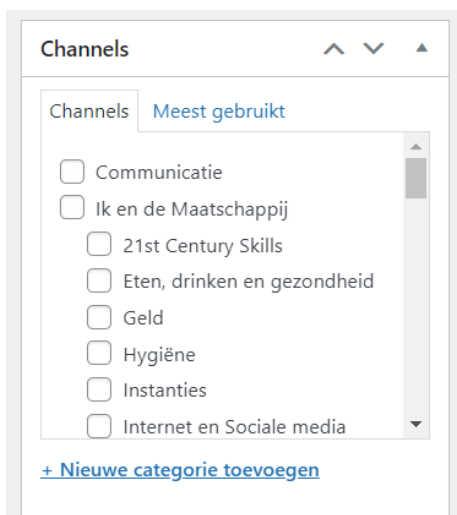 Channels
Channels Meest gebruikt
Communicatie
Ik en de Maatschappij
21st Century Skills
Eten, drinken en gezondheid
Geld
Hygiëne
Instanties
Internet en Sociale media
+ Nieuwe categorie toevoegen